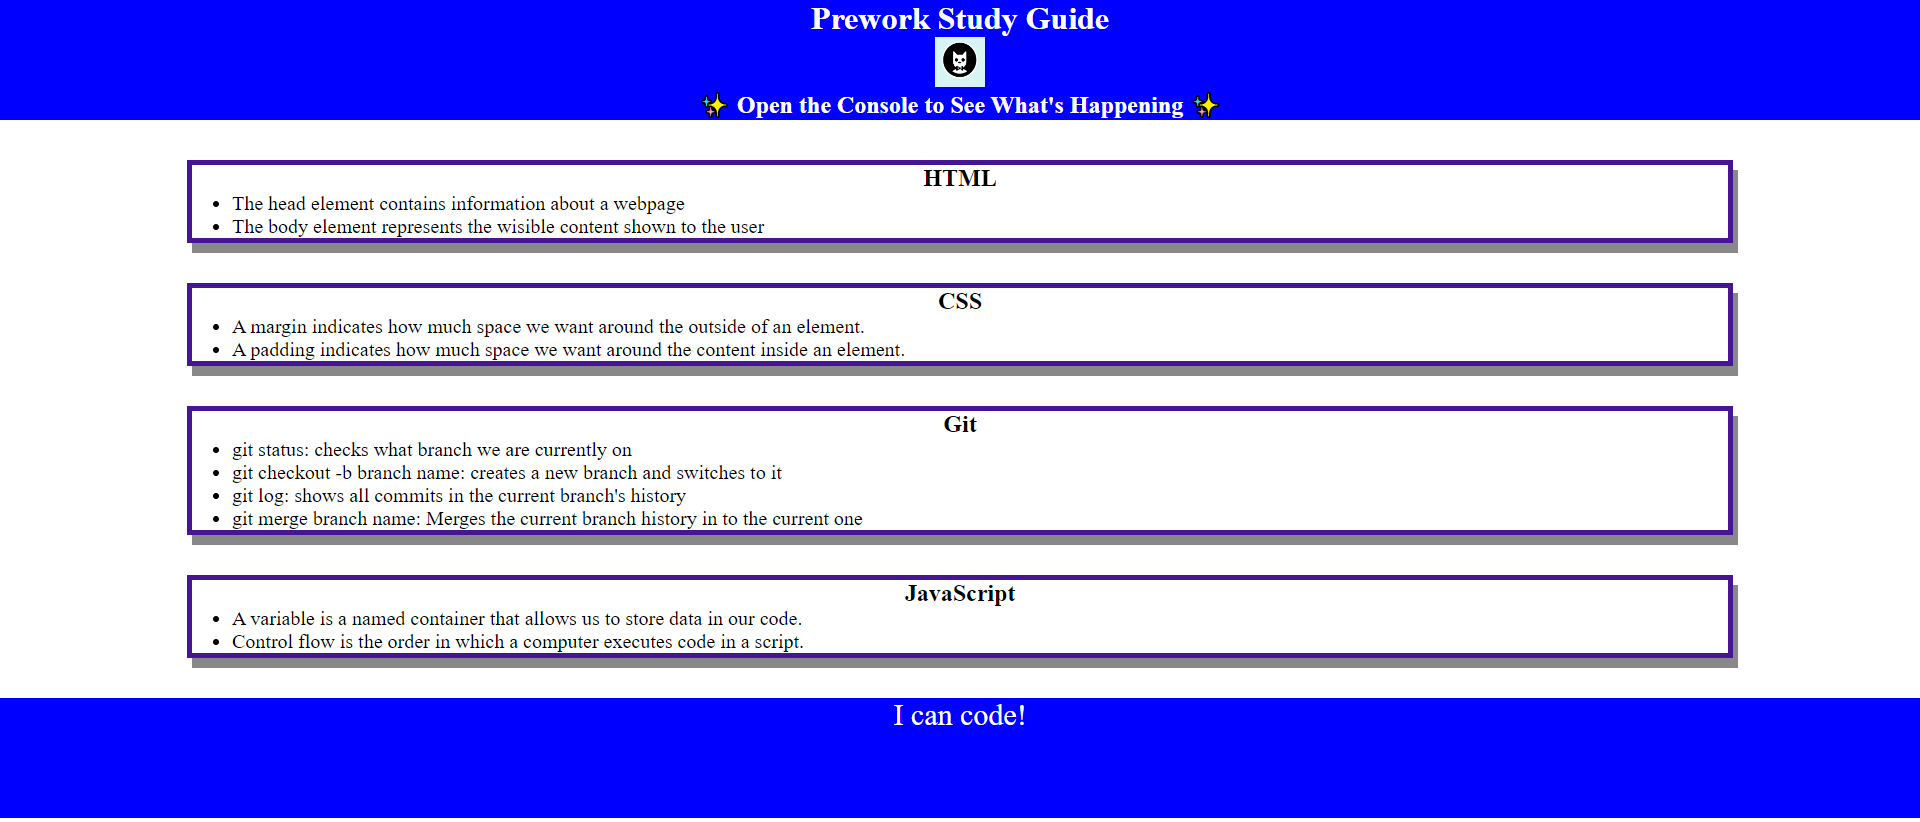 Prework Study Guide
✨ Open the Console to See What's Happening ✨
HTML
• The head element contains information about a webpage
• The body element represents the wisible content shown to the user
CSS
• A margin indicates how much space we want around the outside of an element.
• A padding indicates how much space we want around the content inside an element.
Git
• git status: checks what branch we are currently on
• git checkout -b branch name: creates a new branch and switches to it
• git log: shows all commits in the current branch's history
• git merge branch name: Merges the current branch history in to the current one
JavaScript
• A variable is a named container that allows us to store data in our code.
• Control flow is the order in which a computer executes code in a script.
I can code!